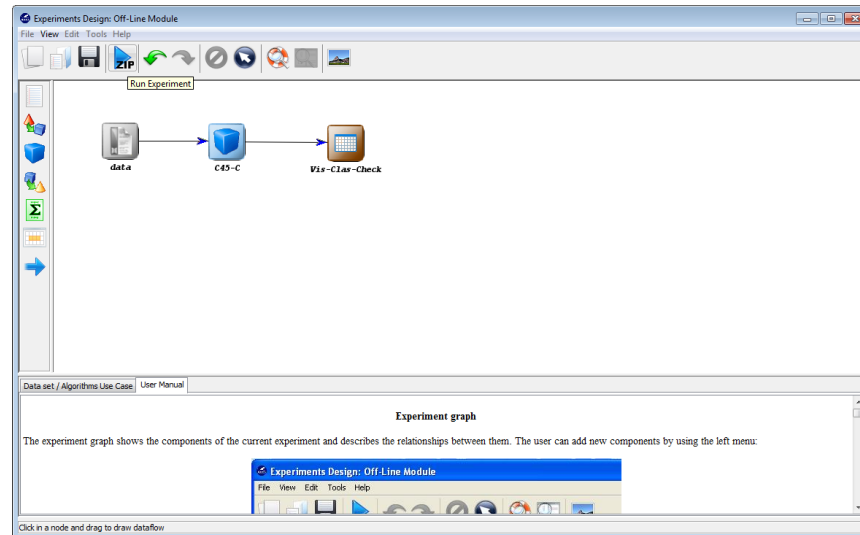 Experiments Design: Off-Line Module
File View Edit Tools Help
ZIP
Run Experiment
data
C45-C
Vis-Clas-Check
Σ
Data set / Algorithms Use Case User Manual
Experiment graph
The experiment graph shows the components of the current experiment and describes the relationships between them. The user can add new components by using the left menu:
Experiments Design: Off-Line Module
File View Edit Tools Help
Click in a node and drag to draw dataflow